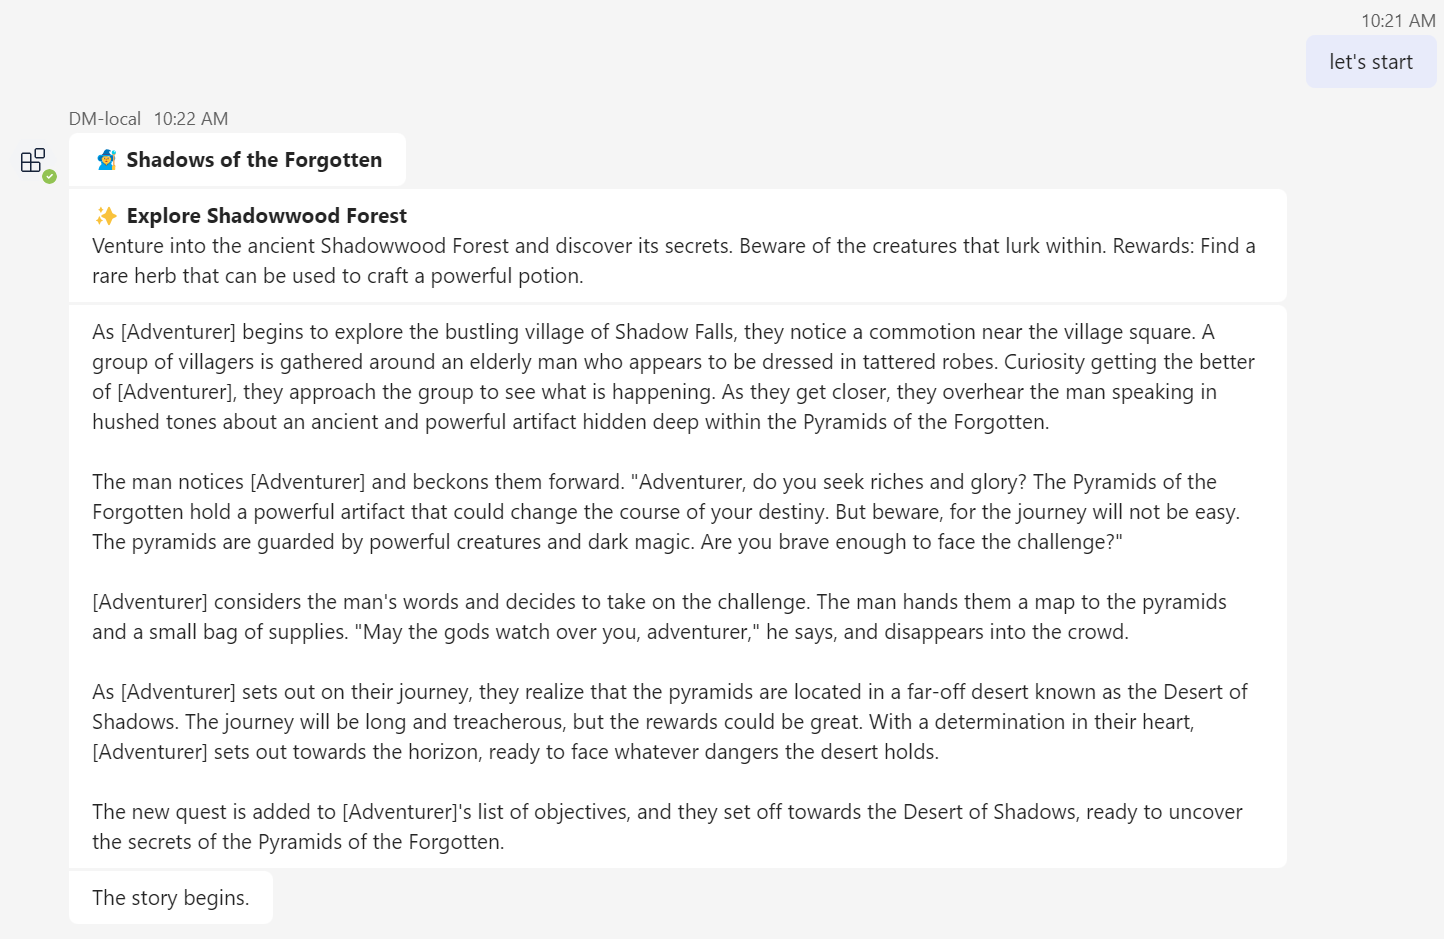 10:21 AM
let's start
DM-local 10:22 AM
Shadows of the Forgotten
Explore Shadowwood Forest
Venture into the ancient Shadowwood Forest and discover its secrets. Beware of the creatures that lurk within. Rewards: Find a
rare herb that can be used to craft a powerful potion.
As [Adventurer] begins to explore the bustling village of Shadow Falls, they notice a commotion near the village square. A
group of villagers is gathered around an elderly man who appears to be dressed in tattered robes. Curiosity getting the better
of [Adventurer], they approach the group to see what is happening. As they get closer, they overhear the man speaking in
hushed tones about an ancient and powerful artifact hidden deep within the Pyramids of the Forgotten.
The man notices [Adventurer] and beckons them forward. "Adventurer, do you seek riches and glory? The Pyramids of the
Forgotten hold a powerful artifact that could change the course of your destiny. But beware, for the journey will not be easy.
The pyramids are guarded by powerful creatures and dark magic. Are you brave enough to face the challenge?"
[Adventurer] considers the man's words and decides to take on the challenge. The man hands them a map to the pyramids
and a small bag of supplies. "May the gods watch over you, adventurer," he says, and disappears into the crowd.
As [Adventurer] sets out on their journey, they realize that the pyramids are located in a far-off desert known as the Desert of
Shadows. The journey will be long and treacherous, but the rewards could be great. With a determination in their heart,
[Adventurer] sets out towards the horizon, ready to face whatever dangers the desert holds.
The new quest is added to [Adventurer]'s list of objectives, and they set off towards the Desert of Shadows, ready to uncover
the secrets of the Pyramids of the Forgotten.
The story begins.